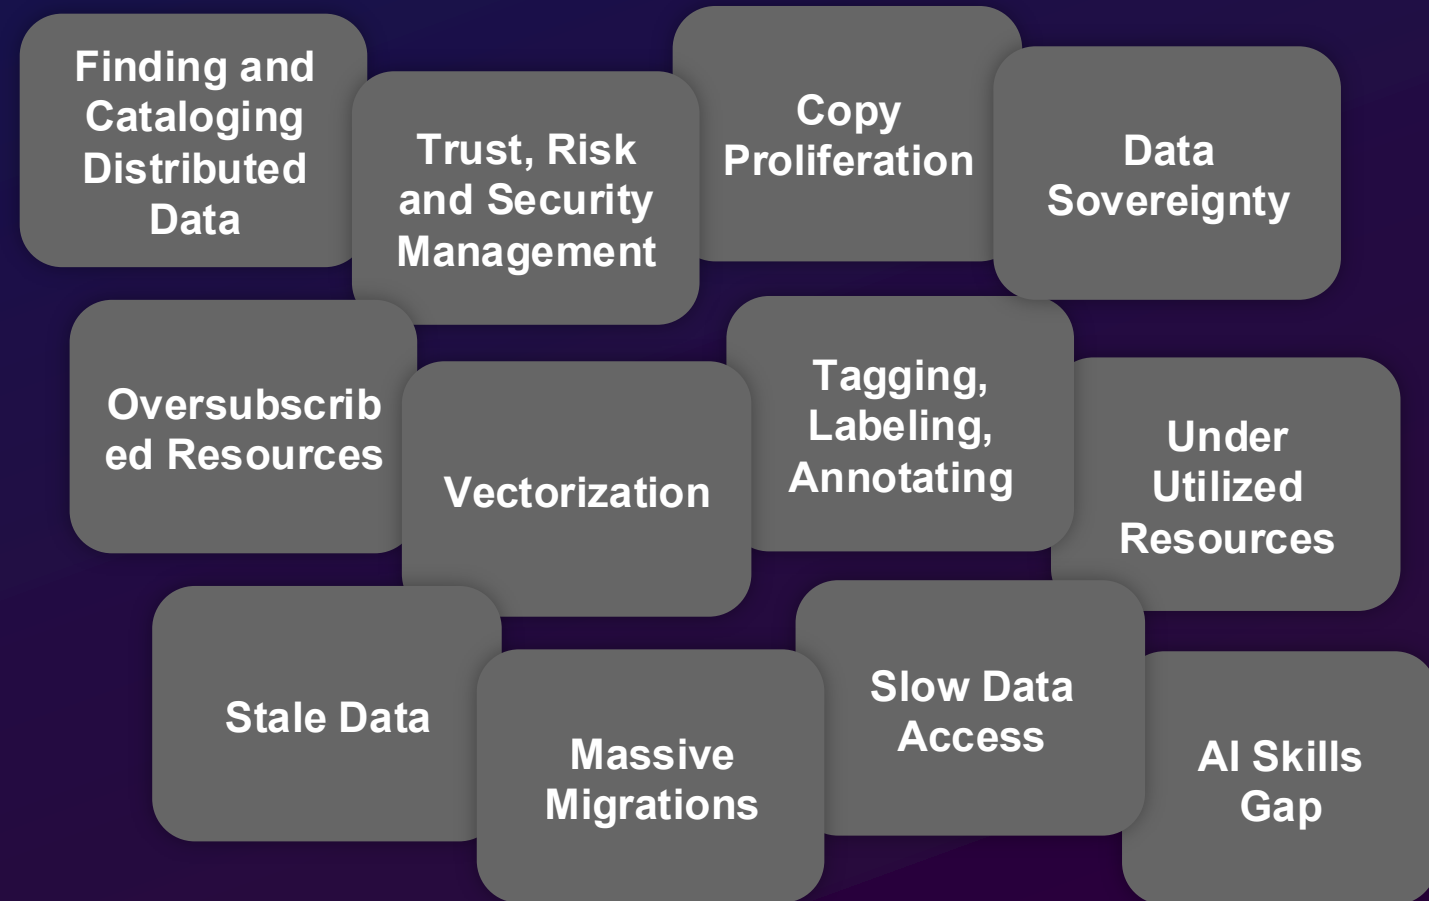 Finding and
Cataloging
Distributed
Data
Trust, Risk
and Security
Management
Copy
Proliferation
Data
Sovereignty
Oversubscrib
ed Resources
Vectorization
Tagging,
Labeling,
Annotating
Under
Utilized
Resources
Stale Data
Massive
Migrations
Slow Data
Access
AI Skills
Gap